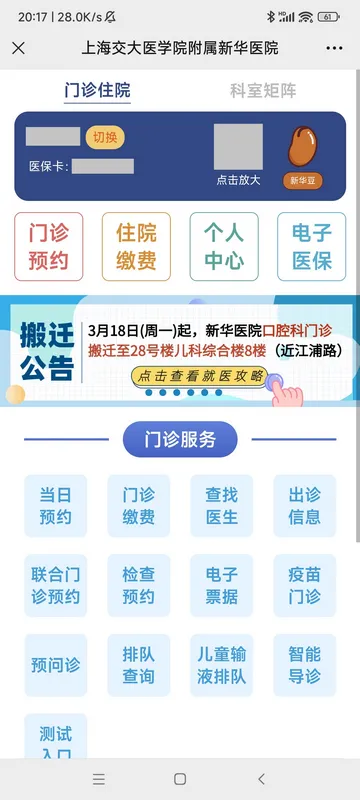 20:17 28.0K/s HD 61
上海交大医学院附属新华医院
门诊住院 科室矩阵
切换
医保卡:
点击放大 新华豆
门诊预约 住院缴费 个人中心 电子医保
搬迁公告
3月18日(周一)起，新华医院口腔科门诊
搬迁至28号楼儿科综合楼8楼（近江浦路）
点击查看就医攻略
门诊服务
当日预约 门诊缴费 查找医生 出诊信息
联合门诊预约 检查预约 电子票据 疫苗门诊
预问诊 排队查询 儿童输液排队 智能导诊
测试入口